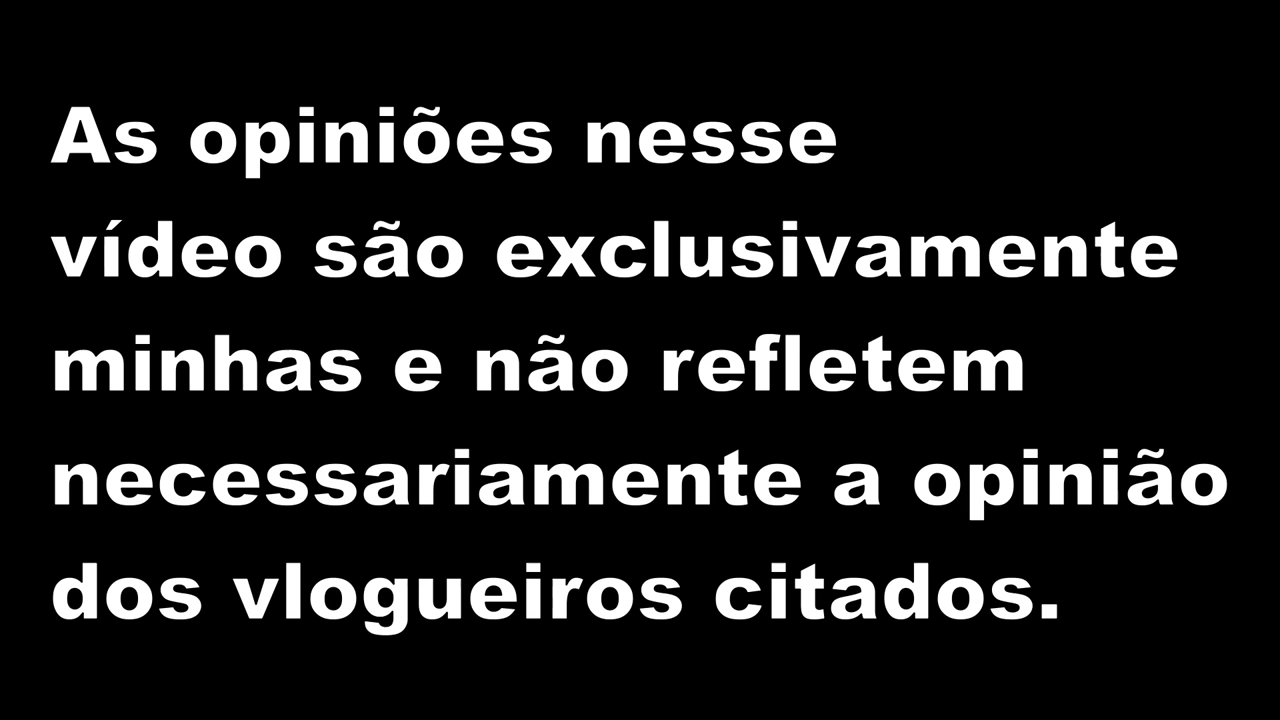 As opiniões nesse
vídeo são exclusivamente
minhas e não refletem
necessariamente a opinião
dos vlogueiros citados.